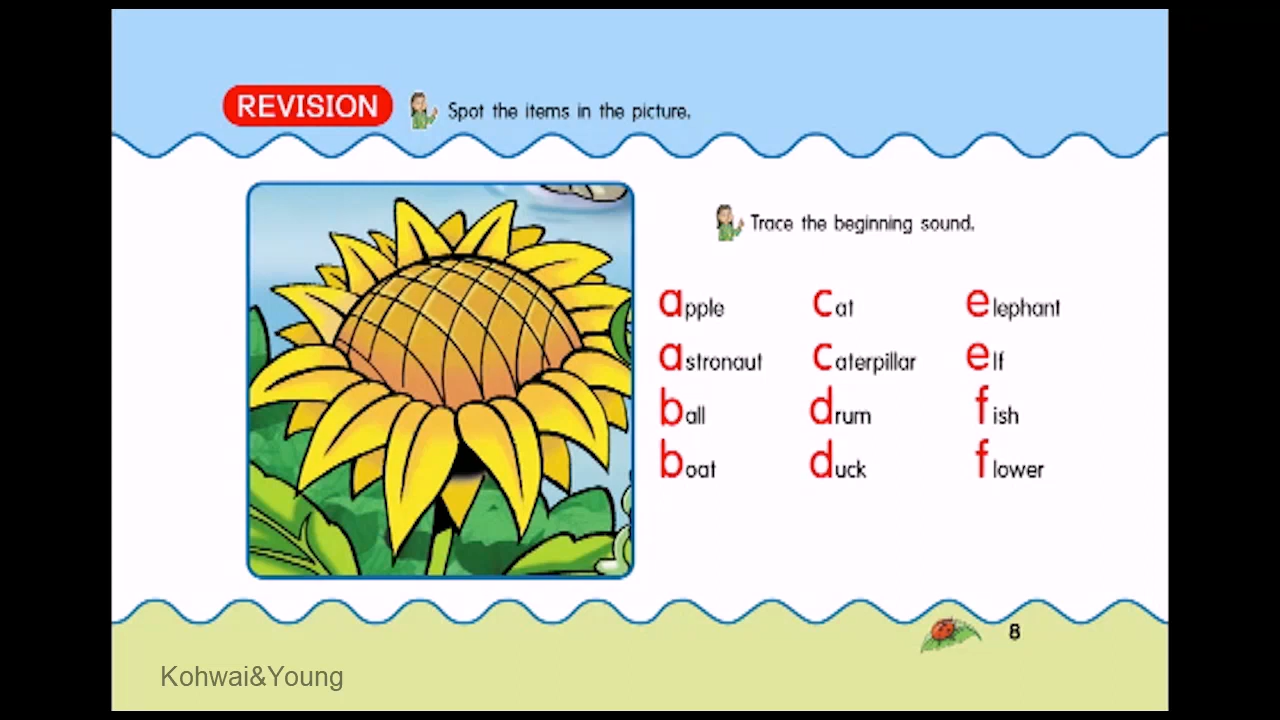 REVISION Spot the items in the picture.
Trace the beginning sound.
apple cat elephant
astronaut caterpillar elf
ball drum fish
boat duck flower
8
Kohwai&Young